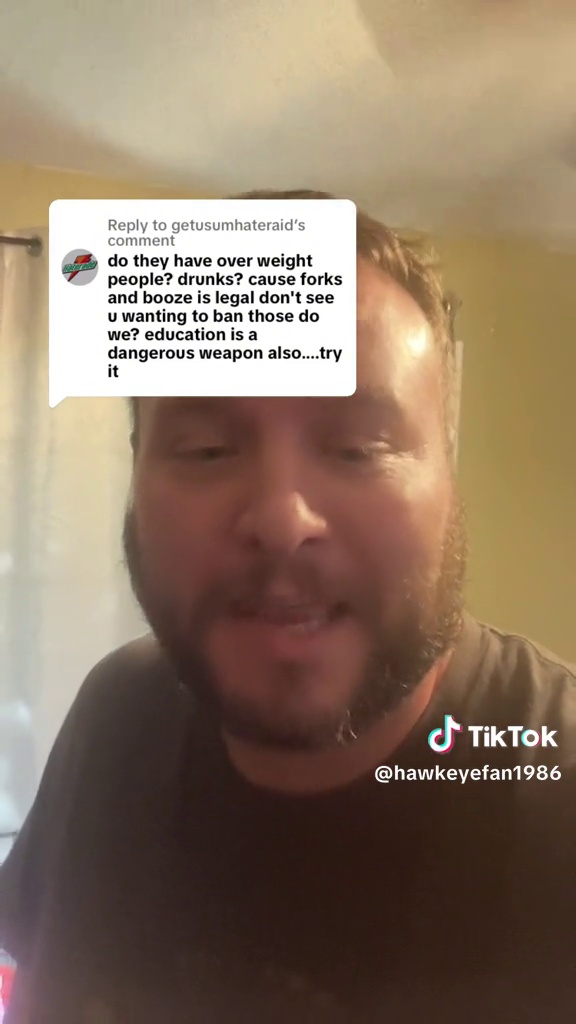 Reply to getusumhateraid's
comment
do they have over weight
people? drunks? cause forks
and booze is legal don't see
u wanting to ban those do
we? education is a
dangerous weapon also....try
it
TikTok
@hawkeyefan1986